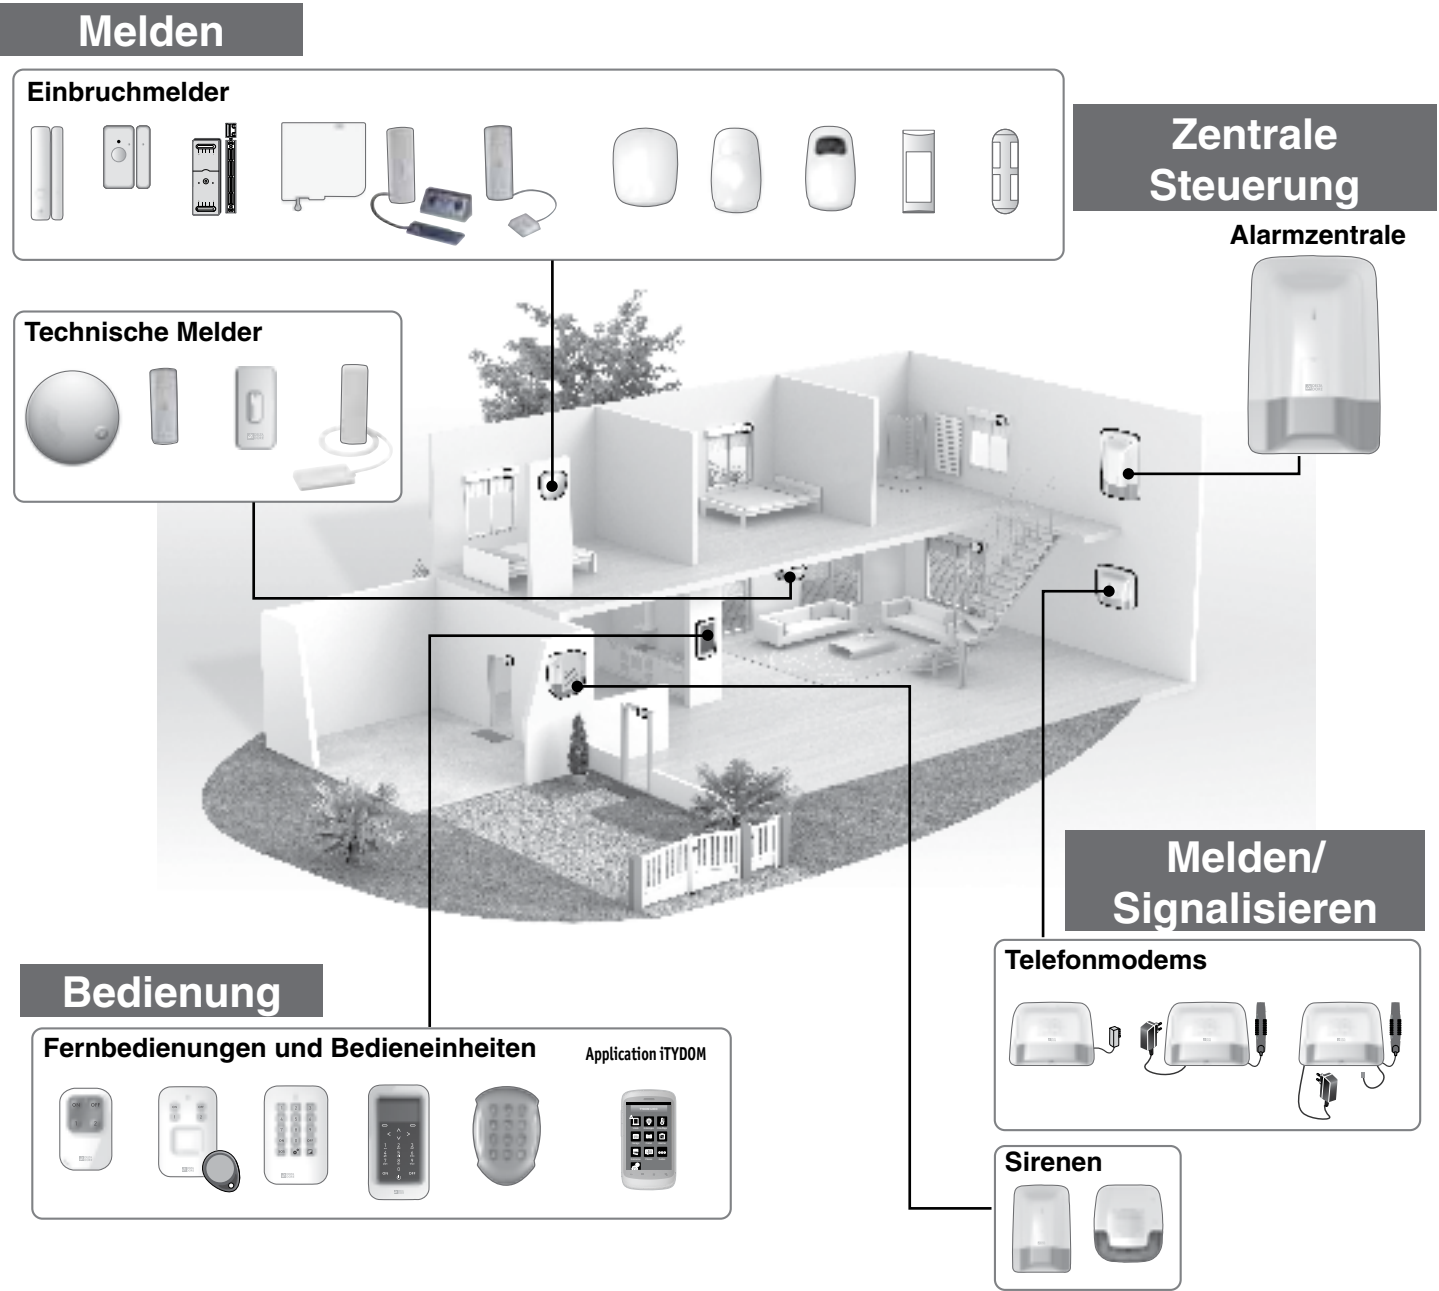 Melden
Einbruchmelder
Zentrale
Steuerung
Alarmzentrale
Technische Melder
Melden/
Signalisieren
Telefonmodems
Bedienung
Fernbedienungen und Bedieneinheiten
Application iTYDOM
Sirenen